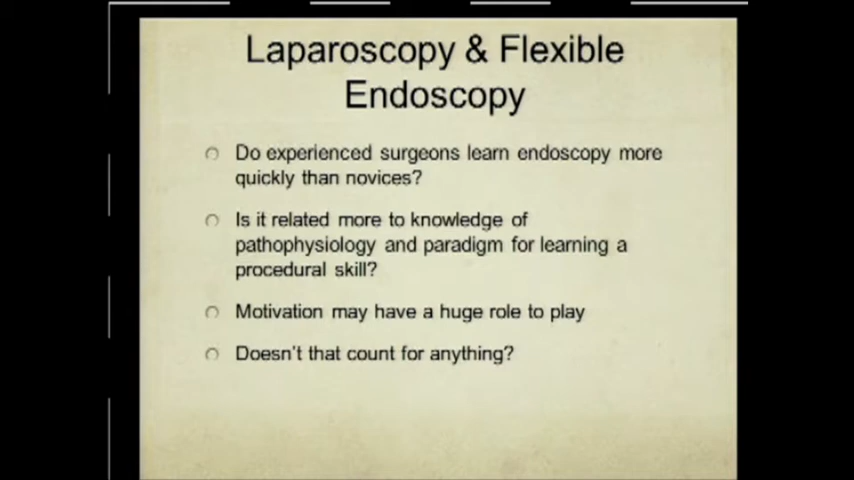 Laparoscopy & Flexible
Endoscopy
Do experienced surgeons learn endoscopy more
quickly than novices?
Is it related more to knowledge of
pathophysiology and paradigm for learning a
procedural skill?
Motivation may have a huge role to play
Doesn't that count for anything?